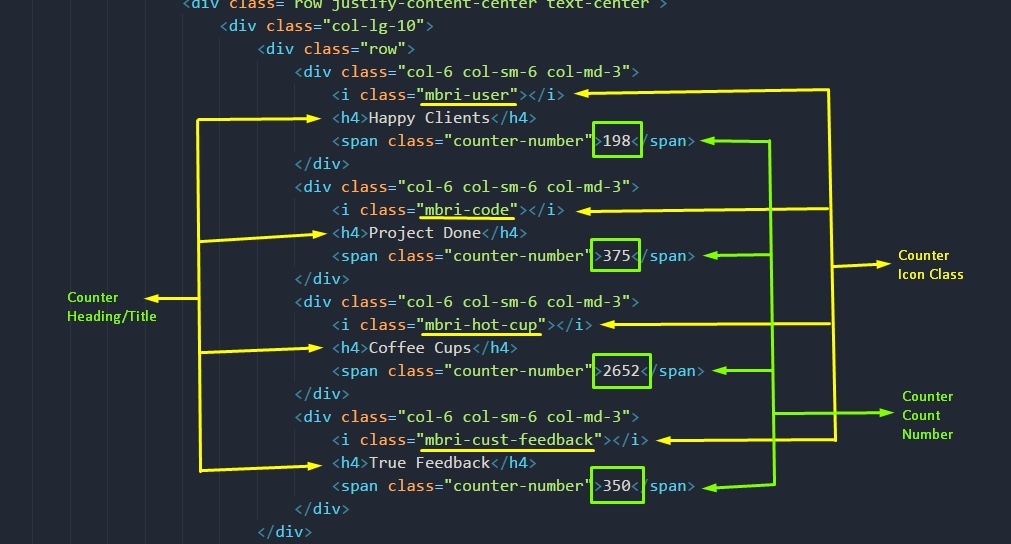 <div class="row justify-content-center text-center">
<div class="col-lg-10">
<div class="row">
<div class="col-6 col-sm-6 col-md-3">
<i class="mbri-user"></i>
<h4>Happy Clients</h4>
<span class="counter-number">198</span>
</div>
<div class="col-6 col-sm-6 col-md-3">
<i class="mbri-code"></i>
<h4>Project Done</h4>
<span class="counter-number">375</span>
</div>
<div class="col-6 col-sm-6 col-md-3">
<i class="mbri-hot-cup"></i>
<h4>Coffee Cups</h4>
<span class="counter-number">2652</span>
</div>
<div class="col-6 col-sm-6 col-md-3">
<i class="mbri-cust-feedback"></i>
<h4>True Feedback</h4>
<span class="counter-number">350</span>
</div>
</div>
Counter
Heading/Title
Counter
Icon Class
Counter
Count
Number